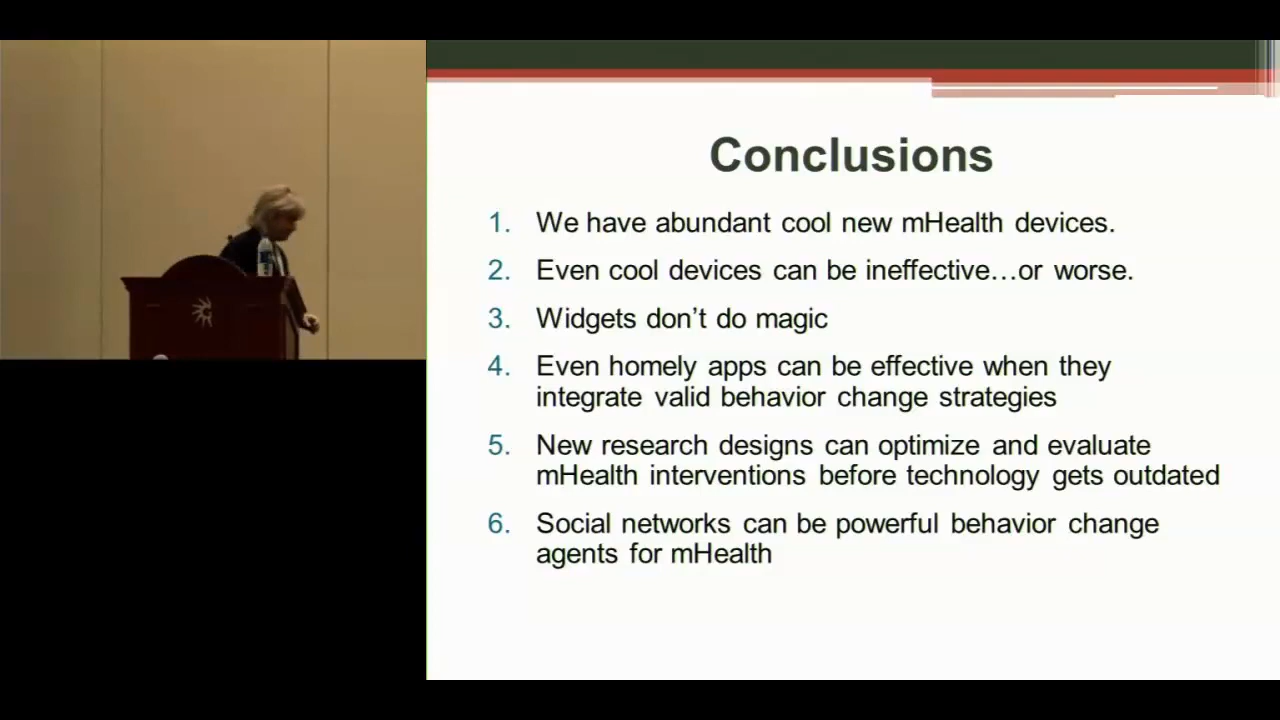 Conclusions
1. We have abundant cool new mHealth devices.
2. Even cool devices can be ineffective…or worse.
3. Widgets don’t do magic
4. Even homely apps can be effective when they
integrate valid behavior change strategies
5. New research designs can optimize and evaluate
mHealth interventions before technology gets outdated
6. Social networks can be powerful behavior change
agents for mHealth